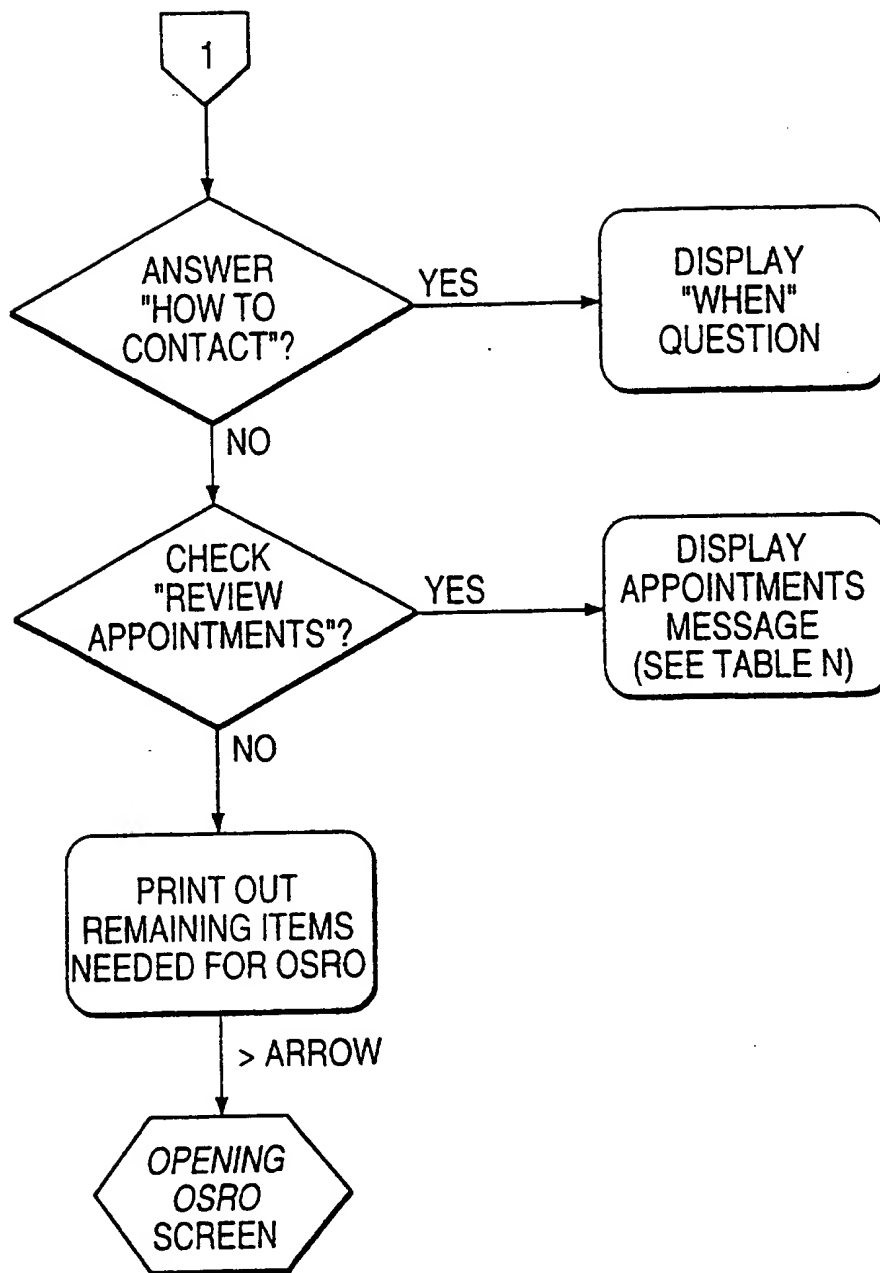 1
ANSWER
"HOW TO
CONTACT"?
YES
DISPLAY
"WHEN"
QUESTION
NO
CHECK
"REVIEW
APPOINTMENTS"?
YES
DISPLAY
APPOINTMENTS
MESSAGE
(SEE TABLE N)
NO
PRINT OUT
REMAINING ITEMS
NEEDED FOR OSRO
> ARROW
OPENING
OSRO
SCREEN